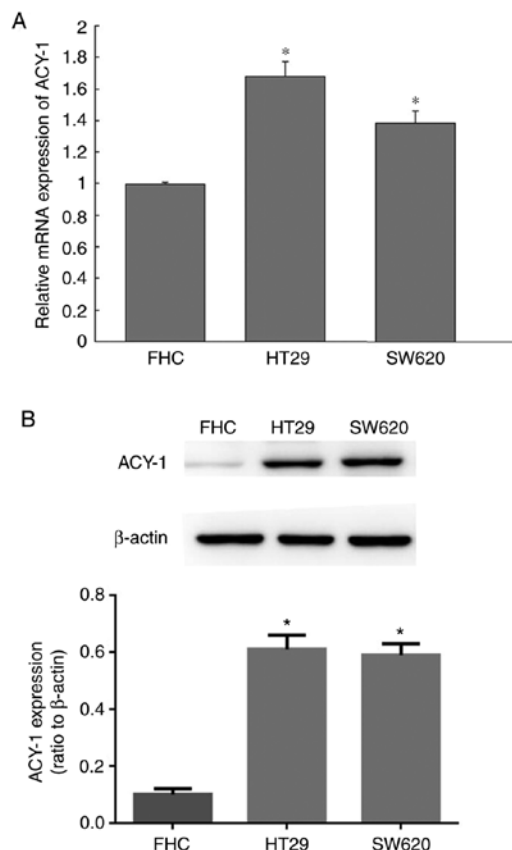 A
Relative mRNA expression of ACY-1
2
1.8
1.6
1.4
1.2
1
0.8
0.6
0.4
0.2
0
*
*
FHC HT29 SW620
B
FHC HT29 SW620
ACY-1
β-actin
ACY-1 expression
(ratio to β-actin)
0.8
0.6
0.4
0.2
0.0
*
*
FHC HT29 SW620